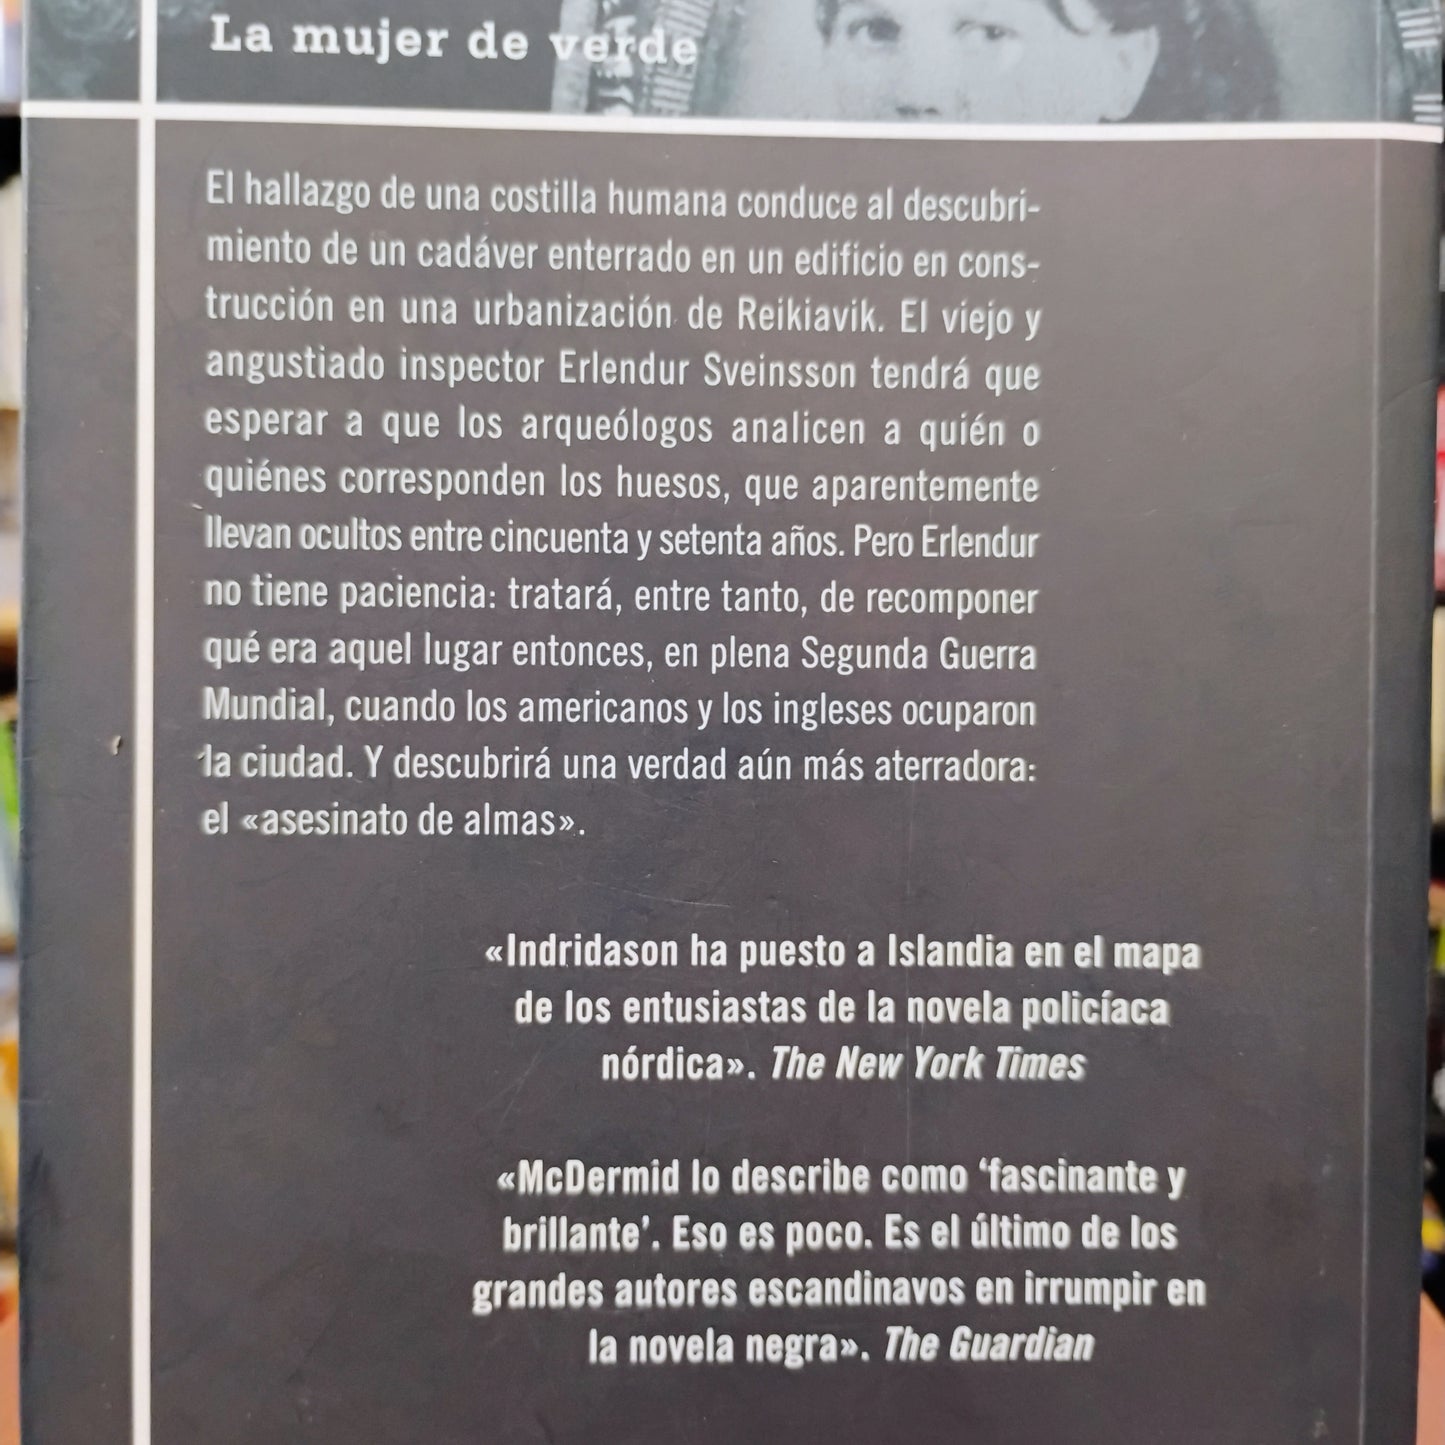 La mujer de verde
El hallazgo de una costilla humana conduce al descubri-
miento de un cadáver enterrado en un edificio en cons-
trucción en una urbanización de Reikiavik. El viejo y
angustiado inspector Erlendur Sveinsson tendrá que
esperar a que los arqueólogos analicen a quién o
quiénes corresponden los huesos, que aparentemente
llevan ocultos entre cincuenta y setenta años. Pero Erlendur
no tiene paciencia: tratará, entre tanto, de recomponer
qué era aquel lugar entonces, en plena Segunda Guerra
Mundial, cuando los americanos y los ingleses ocuparon
la ciudad. Y descubrirá una verdad aún más aterradora:
el «asesinato de almas».
«Indridason ha puesto a Islandia en el mapa
de los entusiastas de la novela policíaca
nórdica». The New York Times
«McDermid lo describe como ‘fascinante y
brillante’. Eso es poco. Es el último de los
grandes autores escandinavos en irrumpir en
la novela negra». The Guardian